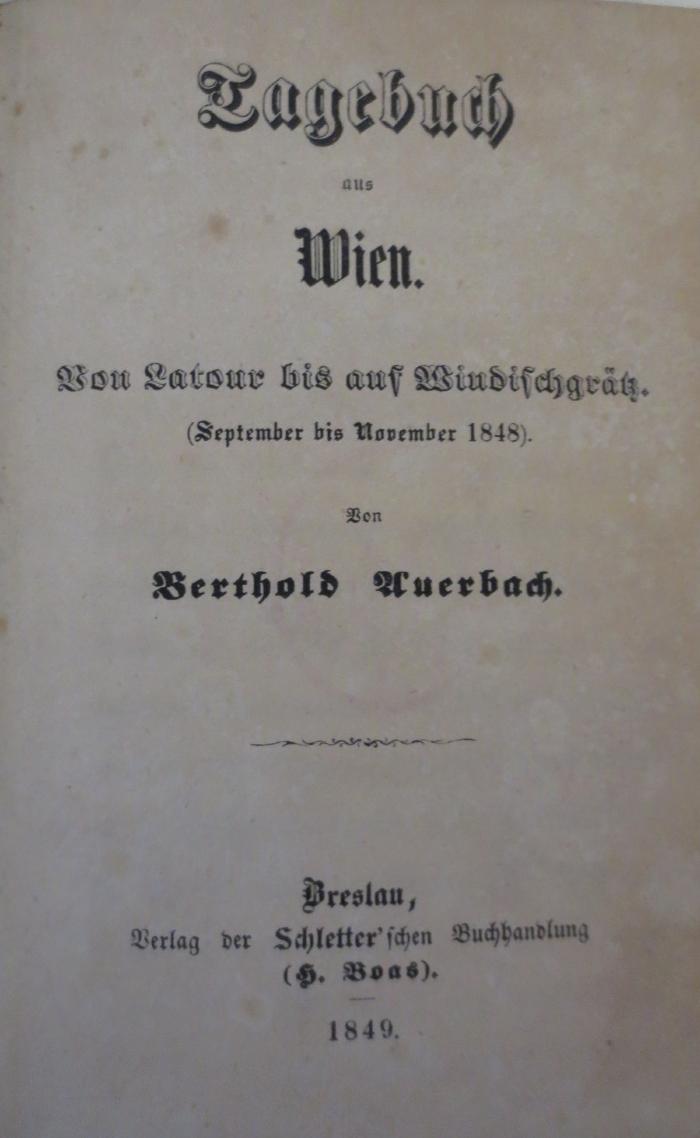 Tagebuch
aus
Wien.
Von Latour bis auf Windischgrätz.
(September bis November 1848).
Von
Berthold Auerbach.
Breslau,
Verlag der Schletter'schen Buchhandlung
(H. Boas).
1849.